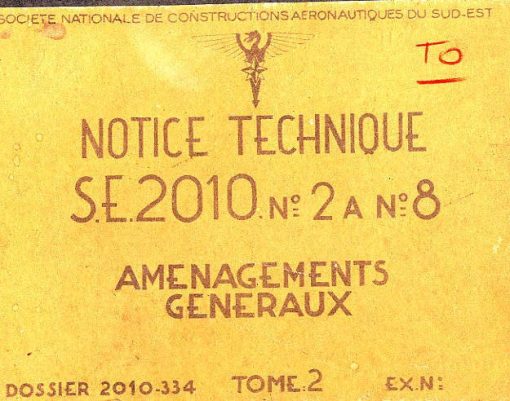 SOCIETE NATIONALE DE CONSTRUCTIONS AERONAUTIQUES DU SUD-EST
TO
NOTICE TECHNIQUE
S.E.2010. Nº 2 A Nº 8
AMENAGEMENTS
GENERAUX
DOSSIER 2010-334 TOME:2 EX.Nº